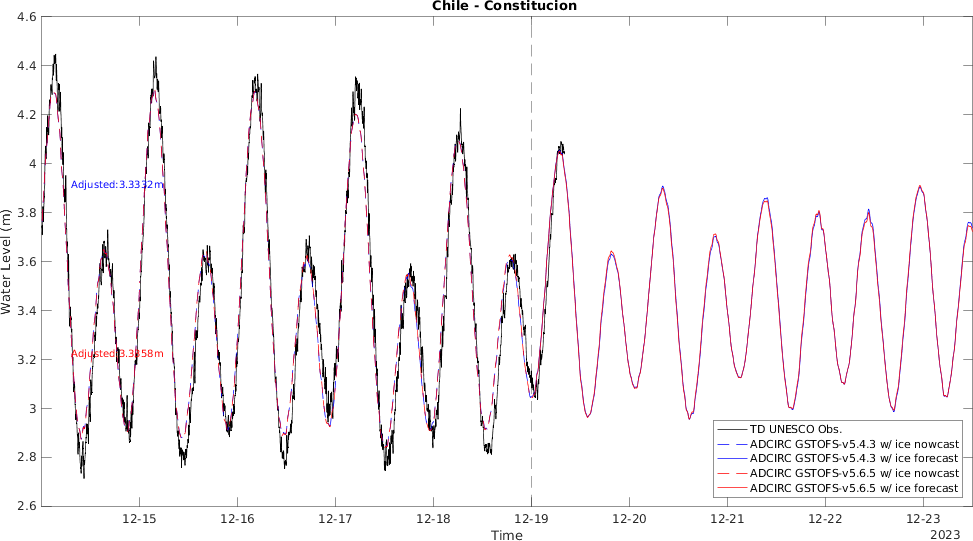 Chile - Constitucion
4.6
4.4
4.2
4
3.8
3.6
3.4
3.2
3
2.8
2.6
Water Level (m)
Adjusted:3.3332m
Adjusted:3.3358m
TD UNESCO Obs.
ADCIRC GSTOFS-v5.4.3 w/ ice nowcast
ADCIRC GSTOFS-v5.4.3 w/ ice forecast
ADCIRC GSTOFS-v5.6.5 w/ ice nowcast
ADCIRC GSTOFS-v5.6.5 w/ ice forecast
12-15 12-16 12-17 12-18 12-19 12-20 12-21 12-22 12-23
Time
2023